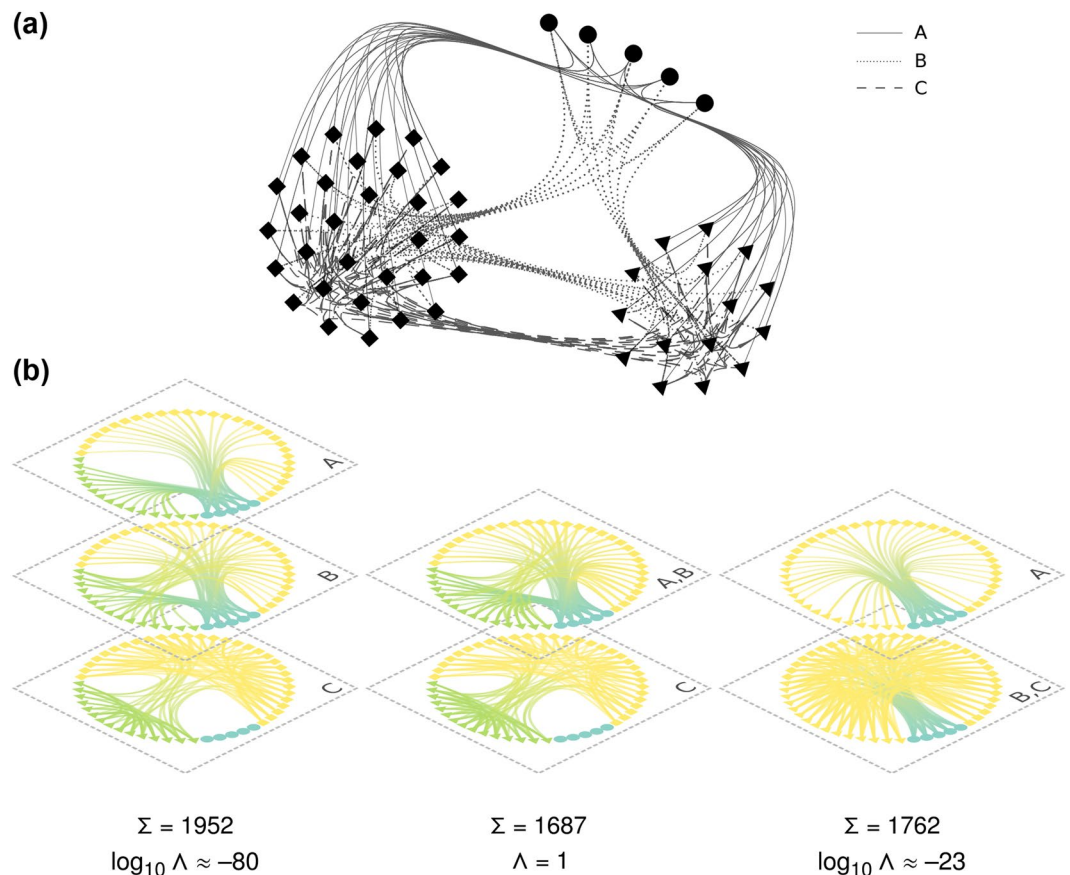 (a)
A
B
C
(b)
A
B
C
A,B
C
A
B,C
Σ = 1952
log10 Λ ≈ –80
Σ = 1687
Λ = 1
Σ = 1762
log10 Λ ≈ –23